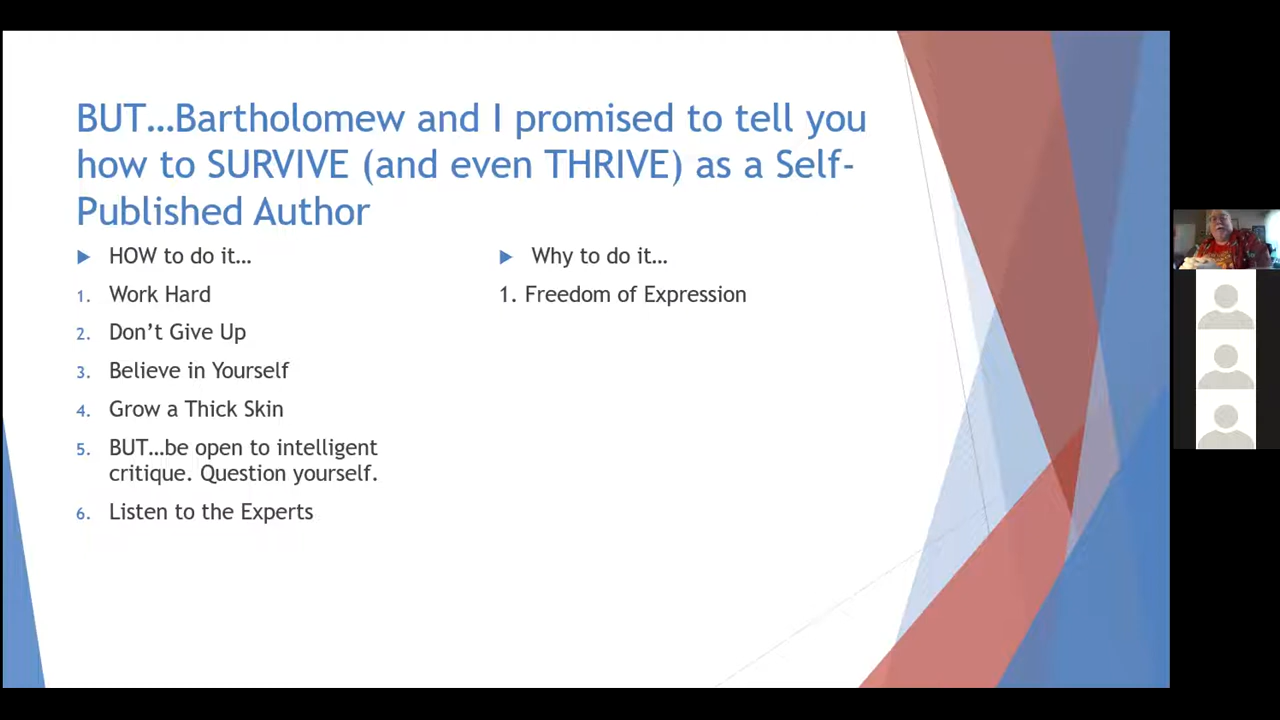 BUT…Bartholomew and I promised to tell you
how to SURVIVE (and even THRIVE) as a Self-
Published Author
HOW to do it…
1. Work Hard
2. Don’t Give Up
3. Believe in Yourself
4. Grow a Thick Skin
5. BUT…be open to intelligent
critique. Question yourself.
6. Listen to the Experts
Why to do it…
1. Freedom of Expression